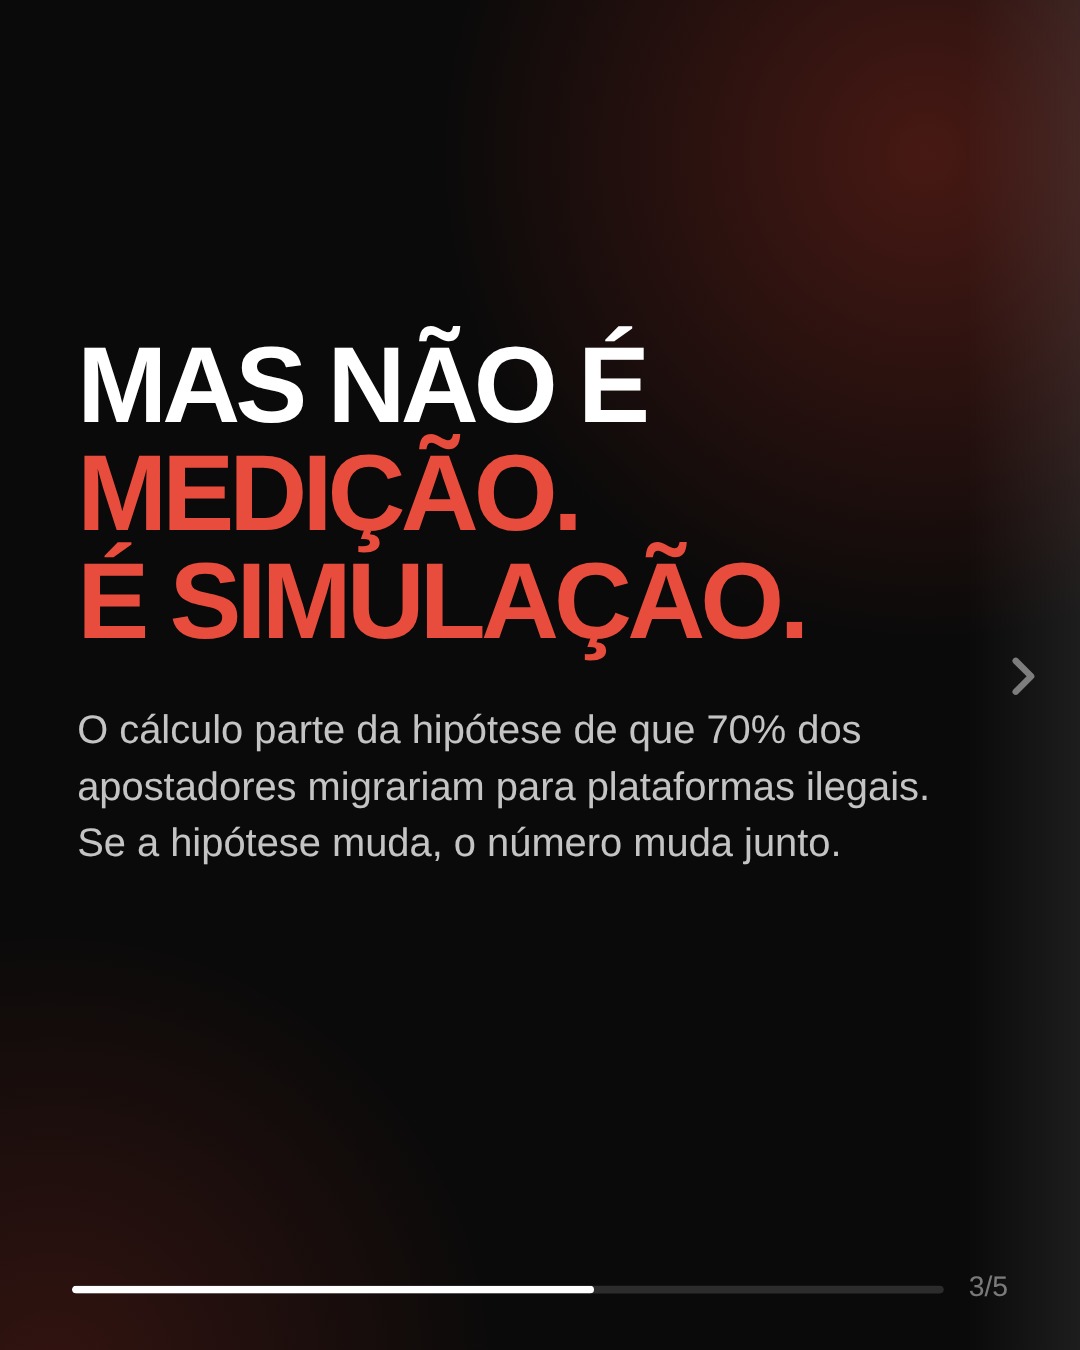 MAS NÃO É
MEDIÇÃO.
É SIMULAÇÃO.
O cálculo parte da hipótese de que 70% dos
apostadores migrariam para plataformas ilegais.
Se a hipótese muda, o número muda junto.
3/5